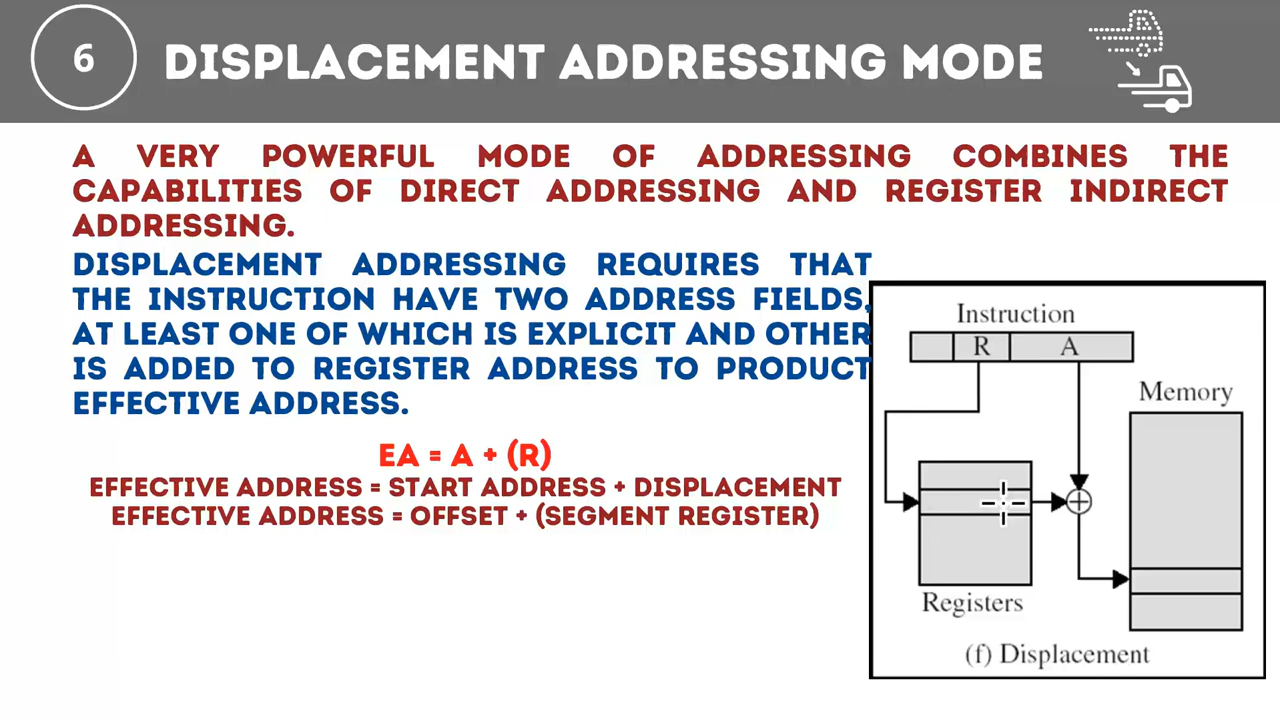 6
DISPLACEMENT ADDRESSING MODE
A VERY POWERFUL MODE OF ADDRESSING COMBINES THE
CAPABILITIES OF DIRECT ADDRESSING AND REGISTER INDIRECT
ADDRESSING.
DISPLACEMENT ADDRESSING REQUIRES THAT
THE INSTRUCTION HAVE TWO ADDRESS FIELDS,
AT LEAST ONE OF WHICH IS EXPLICIT AND OTHER
IS ADDED TO REGISTER ADDRESS TO PRODUCT
EFFECTIVE ADDRESS.
EA = A + (R)
EFFECTIVE ADDRESS = START ADDRESS + DISPLACEMENT
EFFECTIVE ADDRESS = OFFSET + (SEGMENT REGISTER)
Instruction
R A
Memory
Registers
(f) Displacement